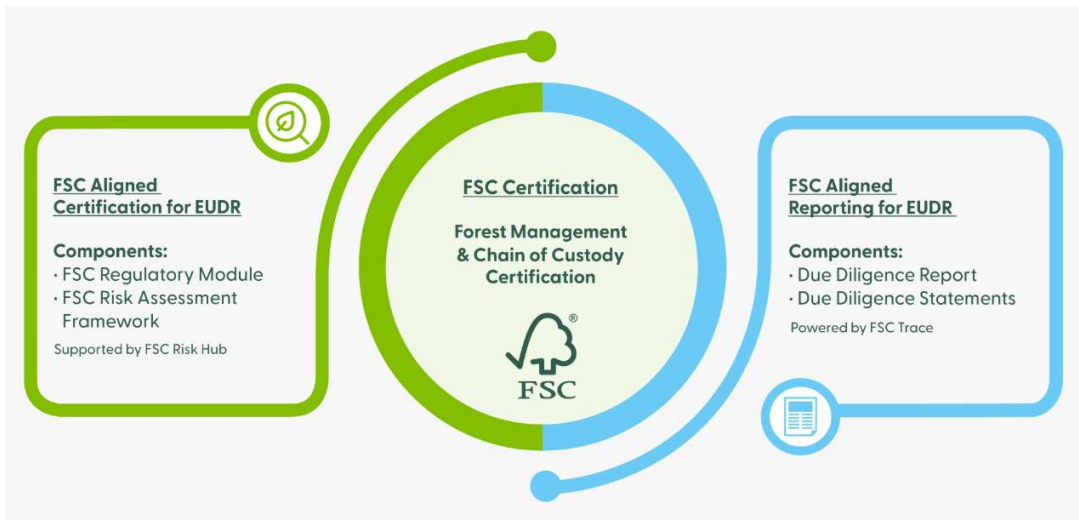 FSC Aligned
Certification for EUDR
Components:
· FSC Regulatory Module
· FSC Risk Assessment
Framework
Supported by FSC Risk Hub
FSC Certification
Forest Management
& Chain of Custody
Certification
®
FSC
FSC Aligned
Reporting for EUDR
Components:
· Due Diligence Report
· Due Diligence Statements
Powered by FSC Trace